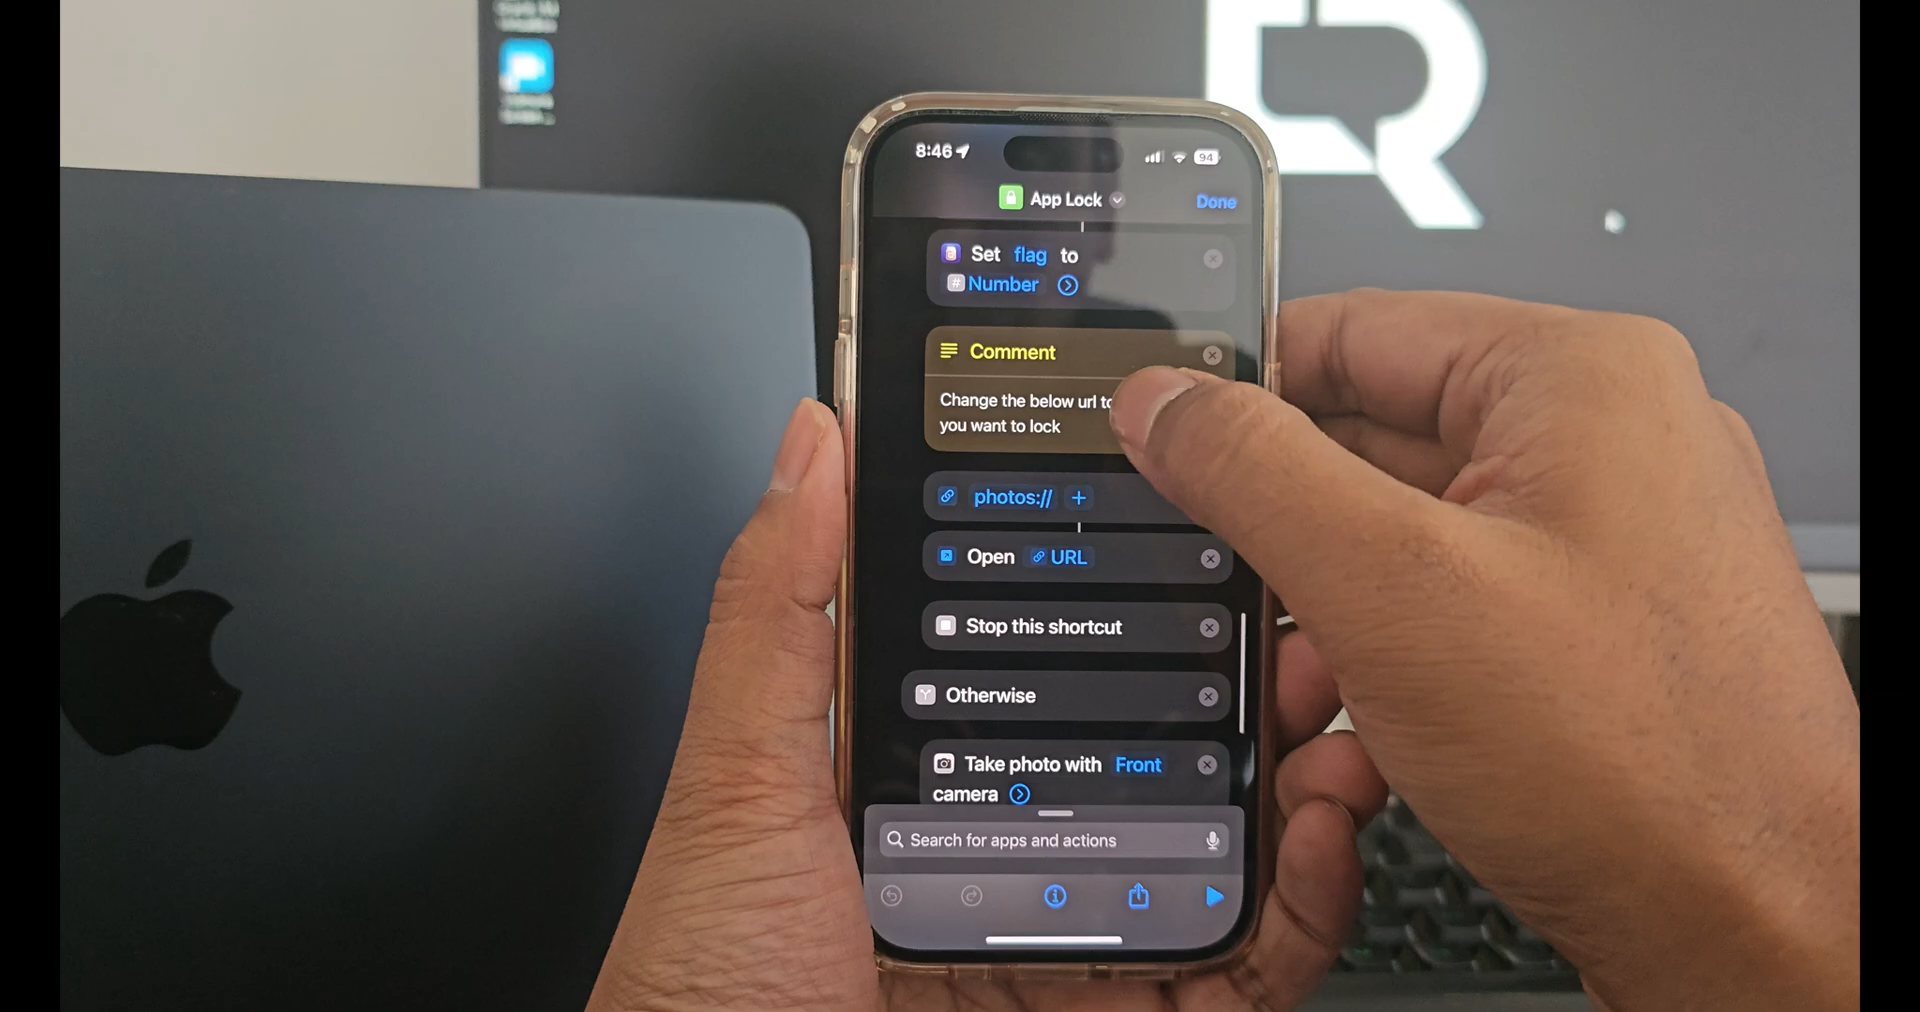 8:46
94
App Lock
Done
Set flag to
# Number
Comment
Change the below url to
you want to lock
photos:// +
Open URL
Stop this shortcut
Otherwise
Take photo with Front
camera
Search for apps and actions